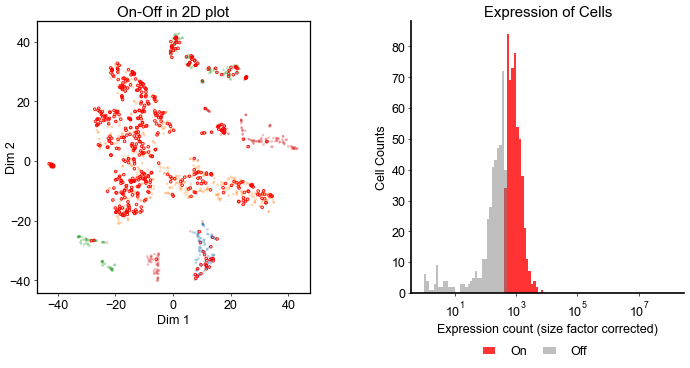 On-Off in 2D plot
40
20
0
−20
−40
Dim 2
−40 −20 0 20 40
Dim 1
Expression of Cells
80
70
60
50
40
30
20
10
0
Cell Counts
10^1 10^3 10^5 10^7
Expression count (size factor corrected)
On Off